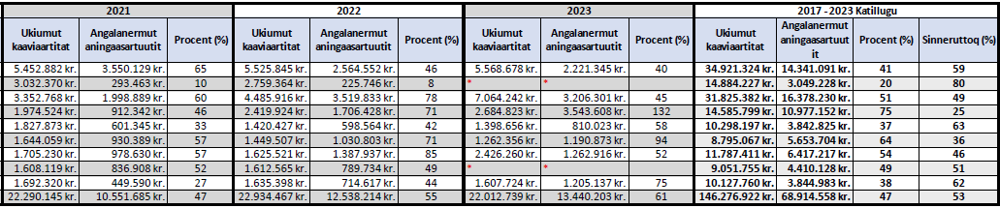 2021 2022 2023 2017 - 2023 Katillugu
Ukiumut kaaviaartitat Angalanermut aningaasartuutit Procent (%) Ukiumut kaaviaartitat Angalanermut aningaasartuutit Procent (%) Ukiumut kaaviaartitat Angalanermut aningaasartuutit Procent (%) Ukiumut kaaviaartitat Angalanermut aningaasartuutit Procent (%) Sinneruttoq (%)
5.452.882 kr. 3.550.129 kr. 65 5.525.845 kr. 2.564.552 kr. 46 5.568.678 kr. 2.221.345 kr. 40 34.921.324 kr. 14.341.091 kr. 41 59
3.032.370 kr. 293.463 kr. 10 2.759.364 kr. 225.746 kr. 8 * * 14.884.227 kr. 3.049.228 kr. 20 80
3.352.768 kr. 1.998.889 kr. 60 4.485.916 kr. 3.519.833 kr. 78 7.064.242 kr. 3.206.301 kr. 45 31.825.382 kr. 16.378.230 kr. 51 49
1.974.524 kr. 912.342 kr. 46 2.419.924 kr. 1.706.428 kr. 71 2.684.823 kr. 3.543.608 kr. 132 14.585.799 kr. 10.977.152 kr. 75 25
1.827.873 kr. 601.345 kr. 33 1.420.427 kr. 598.564 kr. 42 1.398.656 kr. 810.023 kr. 58 10.298.197 kr. 3.842.825 kr. 37 63
1.644.059 kr. 930.389 kr. 57 1.449.507 kr. 1.030.803 kr. 71 1.262.356 kr. 1.190.873 kr. 94 8.795.067 kr. 5.653.704 kr. 64 36
1.705.230 kr. 978.630 kr. 57 1.625.521 kr. 1.387.937 kr. 85 2.426.260 kr. 1.262.916 kr. 52 11.787.411 kr. 6.417.217 kr. 54 46
1.608.119 kr. 836.908 kr. 52 1.612.565 kr. 789.734 kr. 49 * * 9.051.755 kr. 4.410.128 kr. 49 51
1.692.320 kr. 449.590 kr. 27 1.635.398 kr. 714.617 kr. 44 1.607.724 kr. 1.205.137 kr. 75 10.127.760 kr. 3.844.983 kr. 38 62
22.290.145 kr. 10.551.685 kr. 47 22.934.467 kr. 12.538.214 kr. 55 22.012.739 kr. 13.440.203 kr. 61 146.276.922 kr. 68.914.558 kr. 47 53